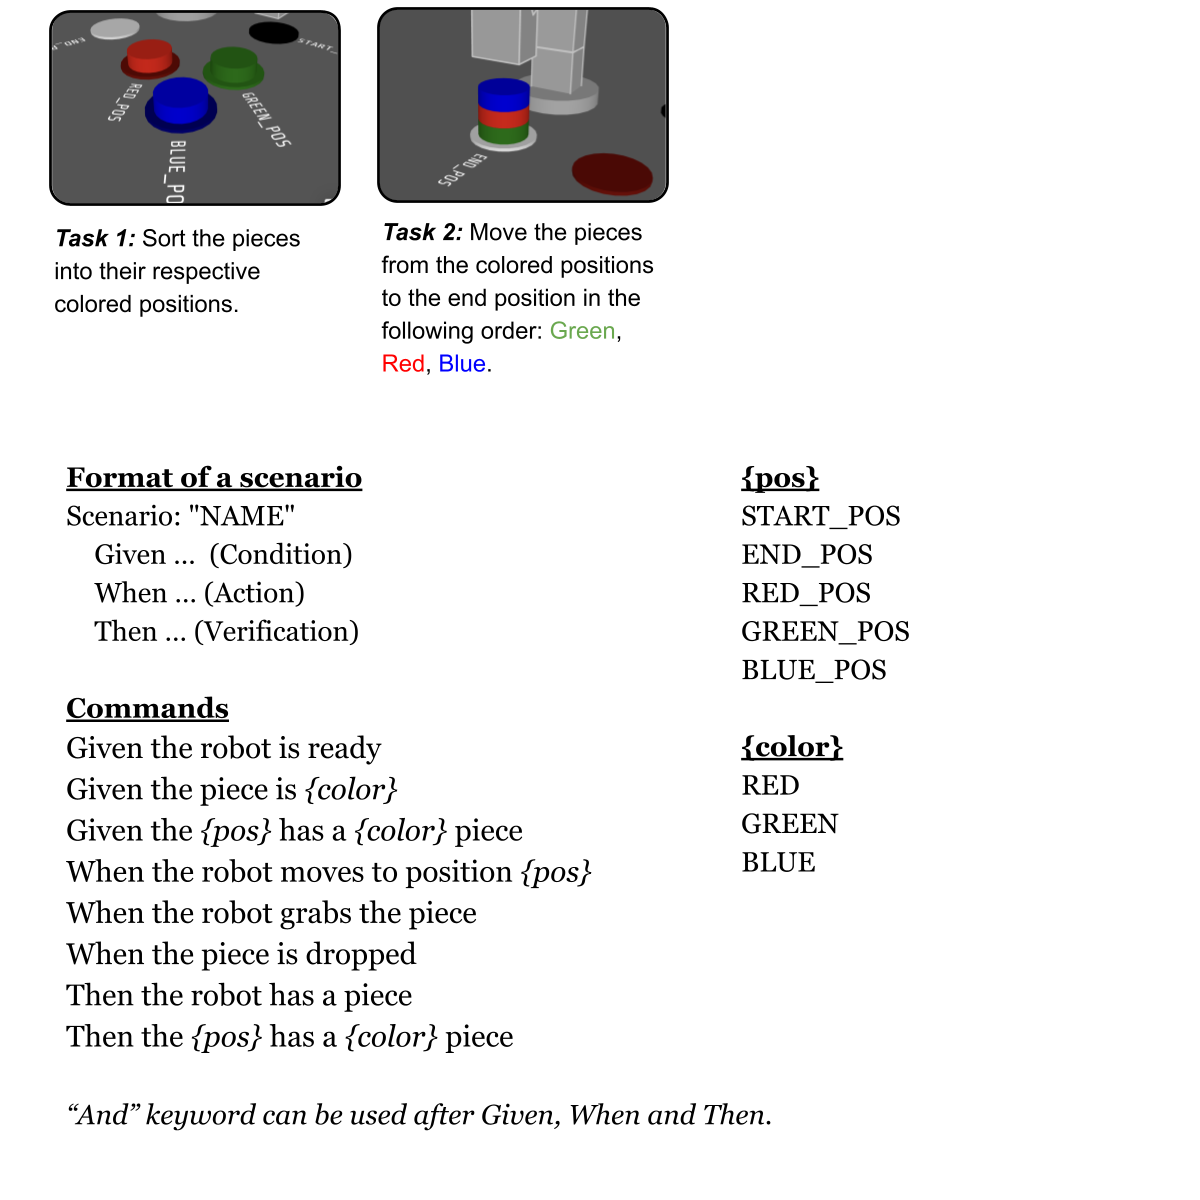 END_P
START_
RED_POS
GREEN_POS
BLUE_PO
END_POS
Task 1: Sort the pieces
into their respective
colored positions.
Task 2: Move the pieces
from the colored positions
to the end position in the
following order: Green,
Red, Blue.
Format of a scenario
Scenario: "NAME"
Given ... (Condition)
When ... (Action)
Then ... (Verification)
Commands
Given the robot is ready
Given the piece is {color}
Given the {pos} has a {color} piece
When the robot moves to position {pos}
When the robot grabs the piece
When the piece is dropped
Then the robot has a piece
Then the {pos} has a {color} piece
“And” keyword can be used after Given, When and Then.
{pos}
START_POS
END_POS
RED_POS
GREEN_POS
BLUE_POS
{color}
RED
GREEN
BLUE